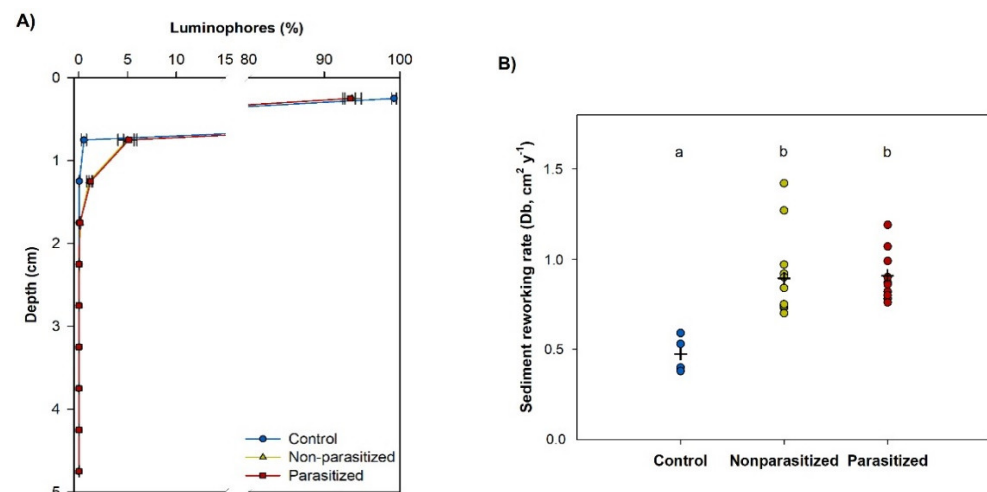 A)
Luminophores (%)
0 5 10 15 80 90 100
0
1
2
3
4
5
Depth (cm)
Control
Non-parasitized
Parasitized
B)
Sediment reworking rate (Db, cm² y⁻¹)
a b b
1.5
1.0
0.5
0.0
Control Nonparasitized Parasitized